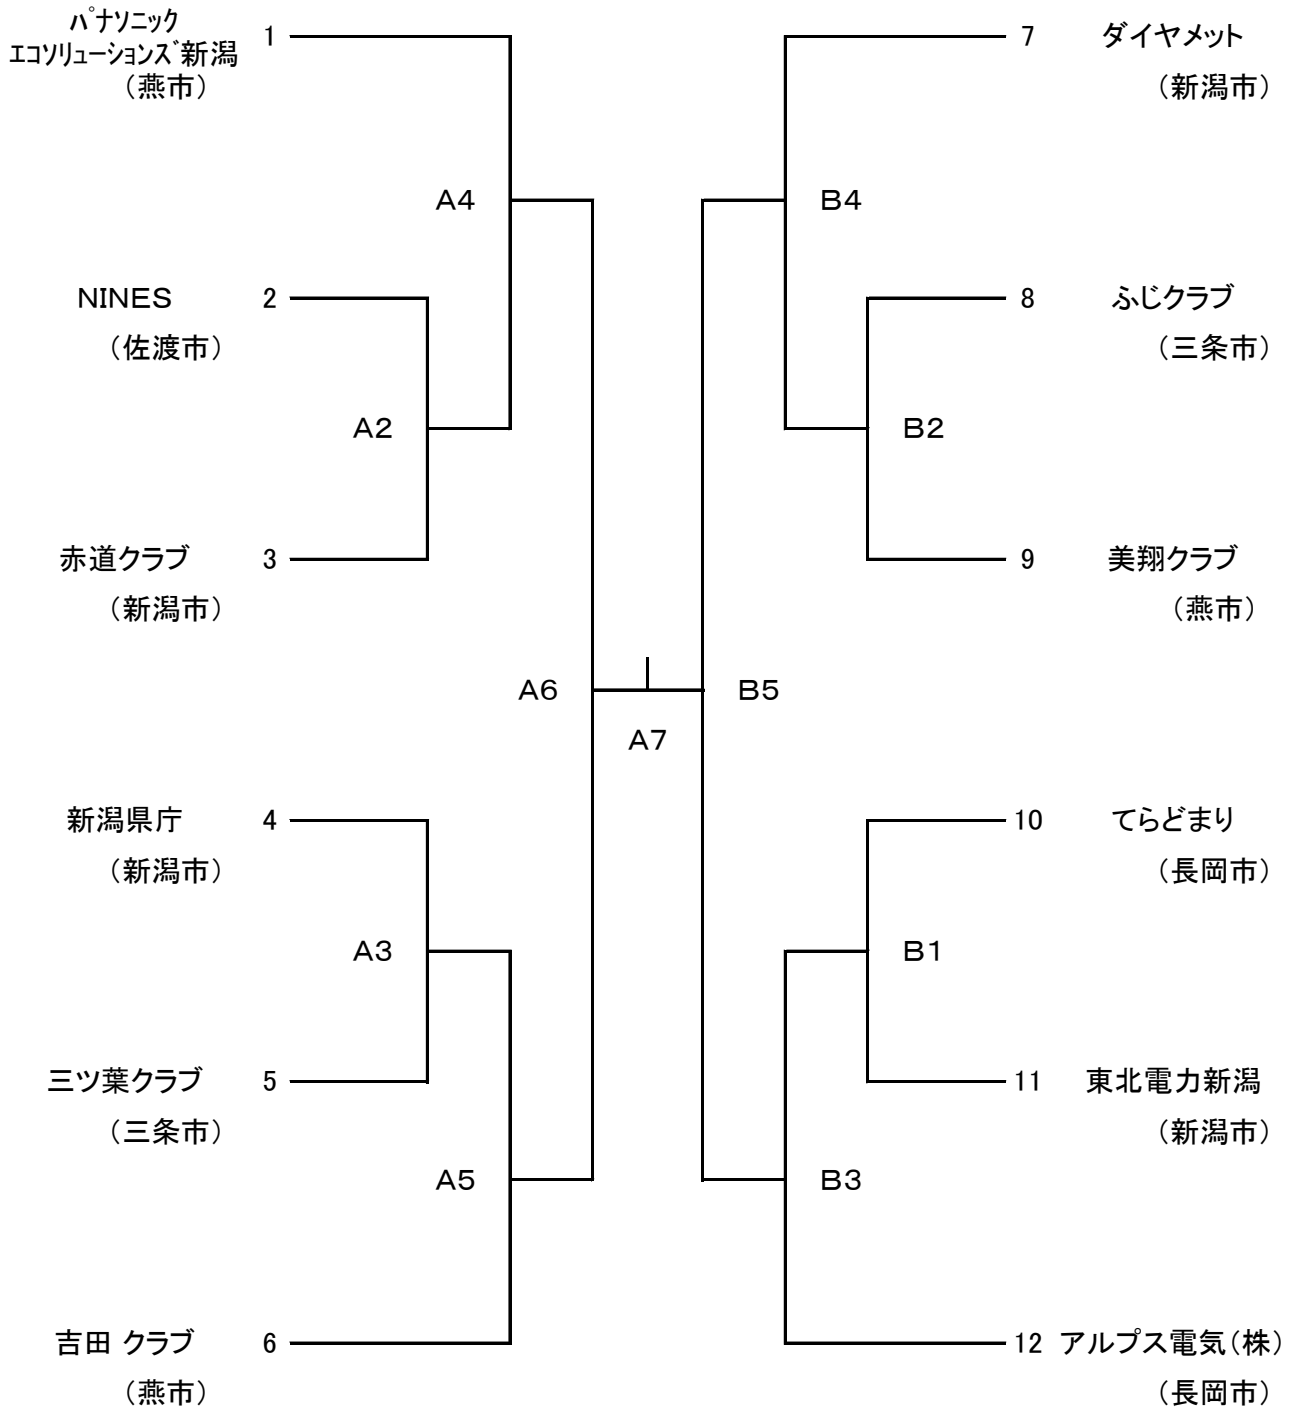 パナソニック
エコソリューションズ新潟
1
(燕市)
A4
NINES
2
(佐渡市)
A2
赤道クラブ
3
(新潟市)
A6
A7
新潟県庁
4
(新潟市)
A3
三ツ葉クラブ
5
(三条市)
A5
吉田 クラブ
6
(燕市)
7
ダイヤメット
(新潟市)
B4
8
ふじクラブ
(三条市)
B2
9
美翔クラブ
(燕市)
B5
10
てらどまり
(長岡市)
B1
11
東北電力新潟
(新潟市)
B3
12
アルプス電気(株)
(長岡市)